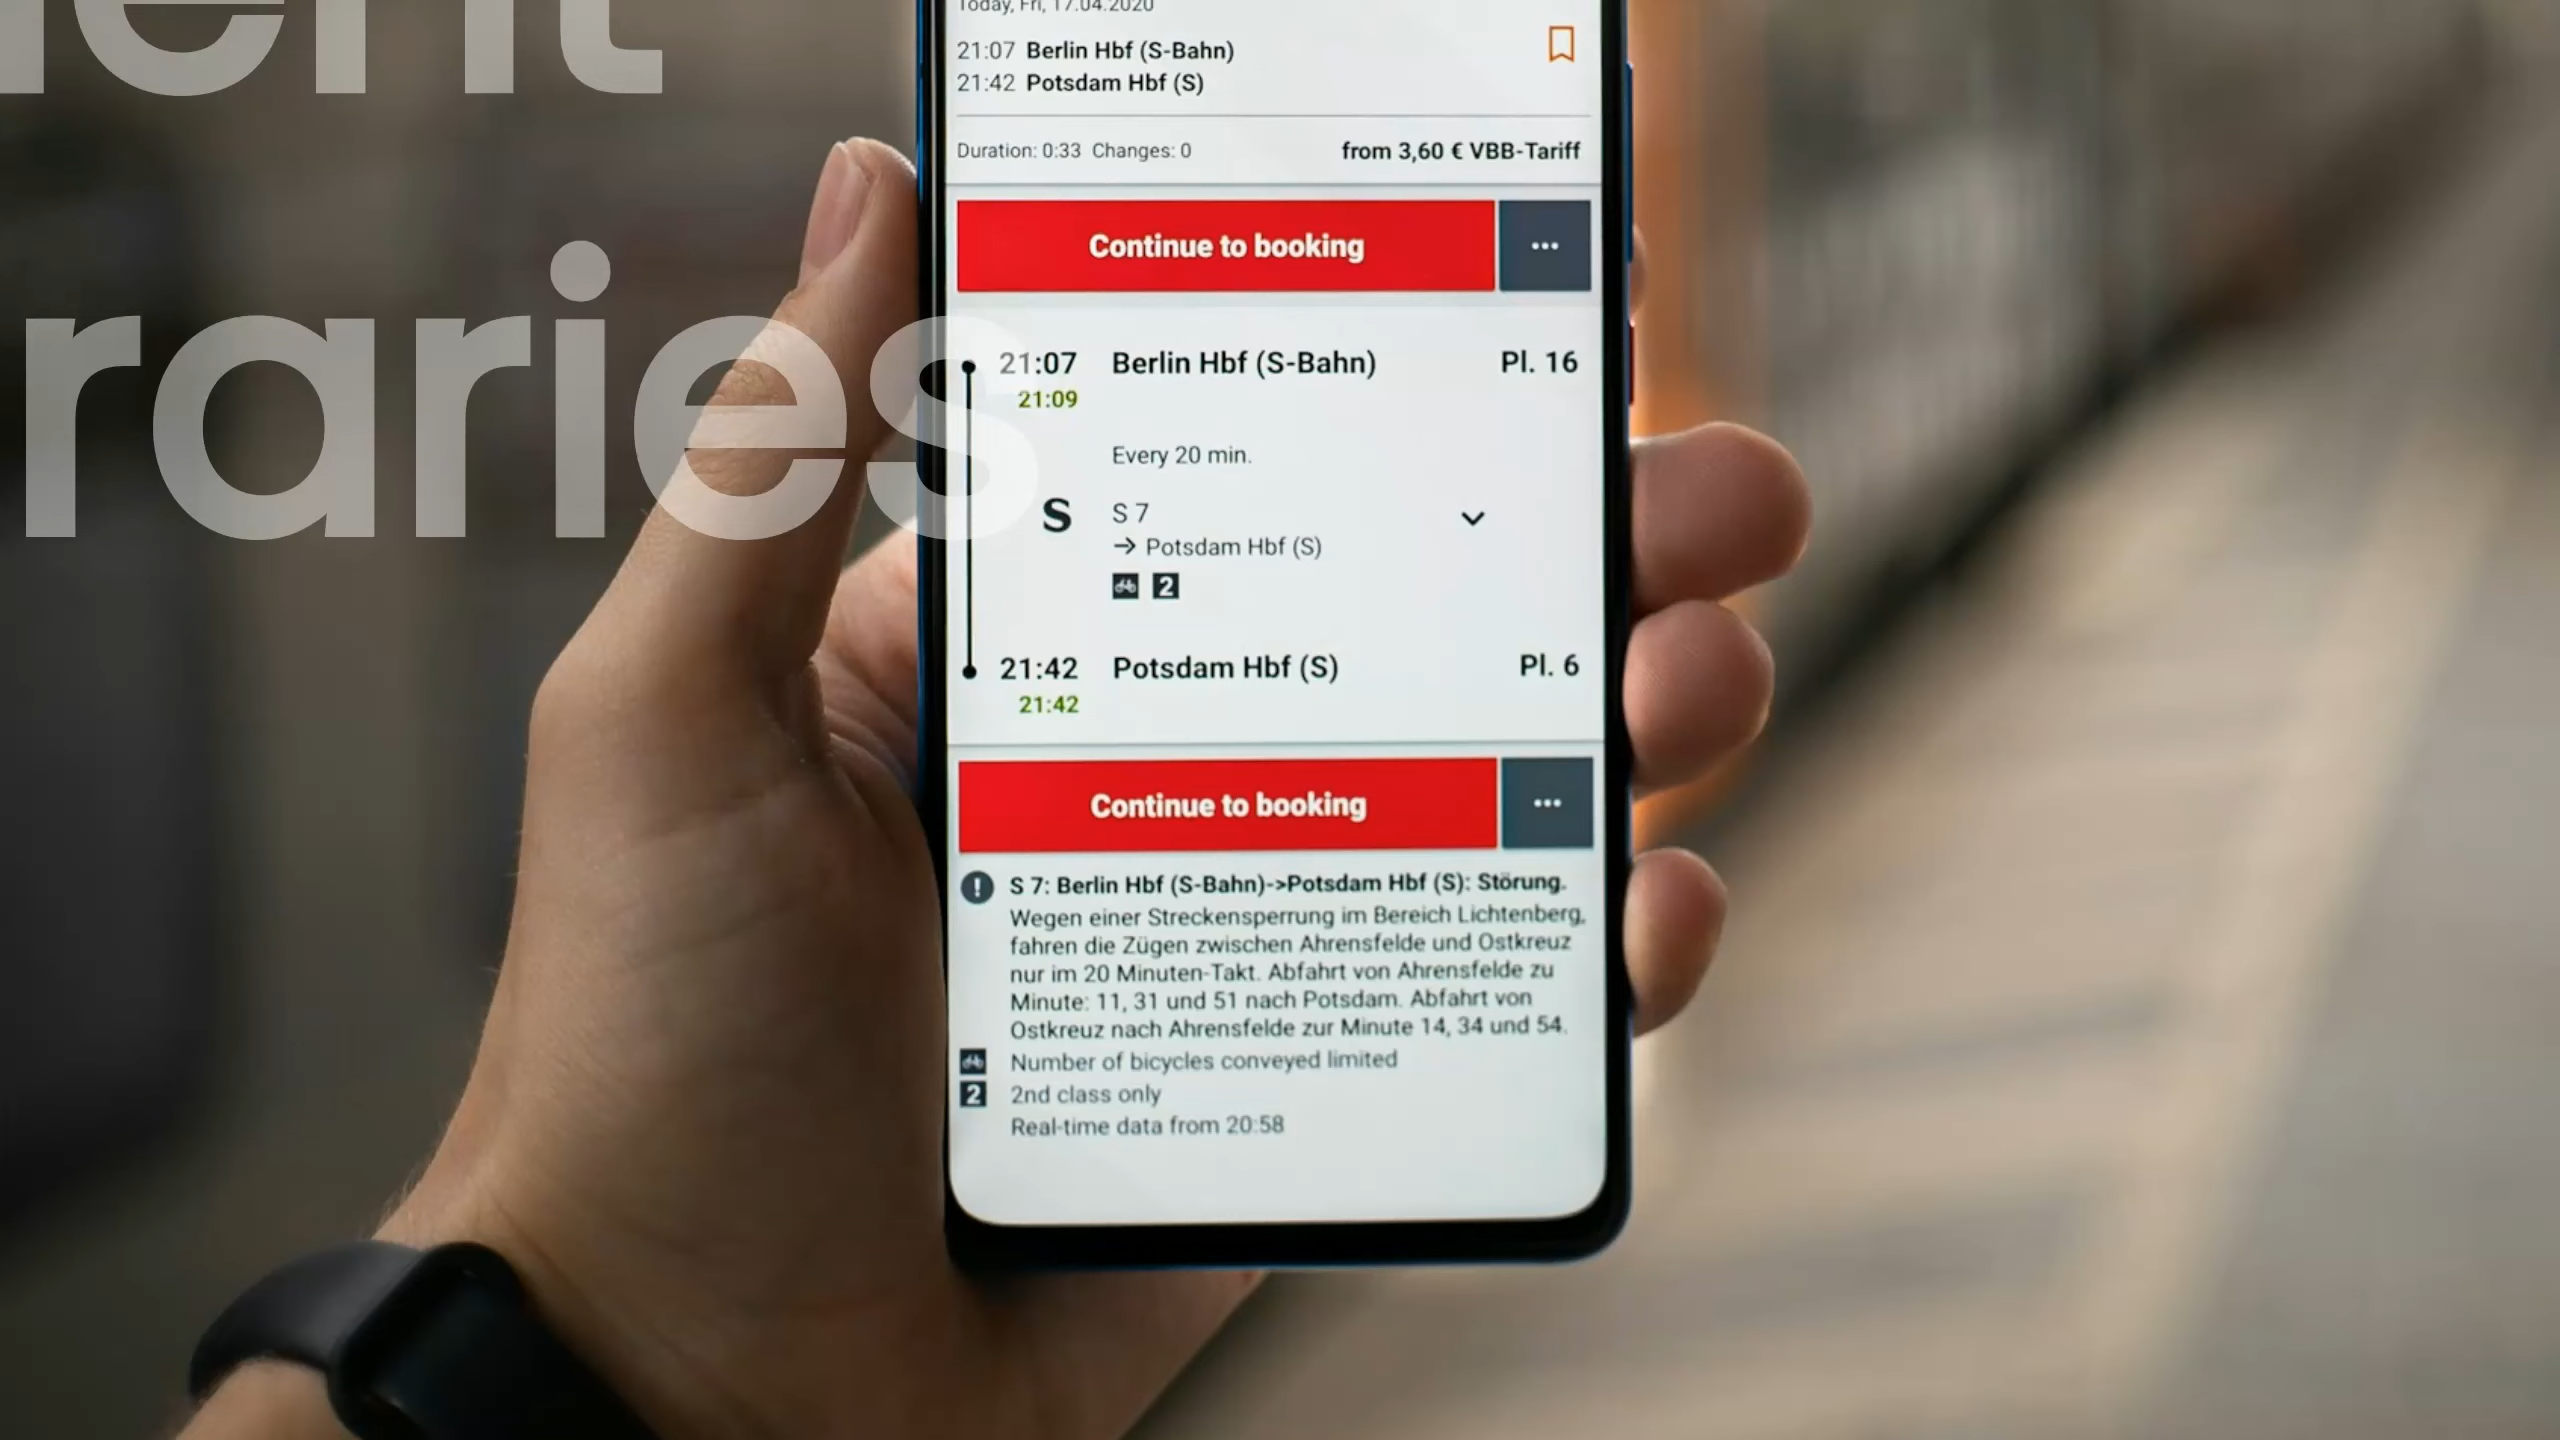 Today, Fri, 17.04.2020
21:07 Berlin Hbf (S-Bahn)
21:42 Potsdam Hbf (S)
Duration: 0:33 Changes: 0 from 3,60 € VBB-Tariff
Continue to booking ...
raries
21:07 Berlin Hbf (S-Bahn) Pl. 16
21:09
Every 20 min.
S S 7
→ Potsdam Hbf (S)
2
21:42 Potsdam Hbf (S) Pl. 6
21:42
Continue to booking ...
! S 7: Berlin Hbf (S-Bahn)->Potsdam Hbf (S): Störung.
Wegen einer Streckensperrung im Bereich Lichtenberg,
fahren die Zügen zwischen Ahrensfelde und Ostkreuz
nur im 20 Minuten-Takt. Abfahrt von Ahrensfelde zu
Minute: 11, 31 und 51 nach Potsdam. Abfahrt von
Ostkreuz nach Ahrensfelde zur Minute 14, 34 und 54.
Number of bicycles conveyed limited
2 2nd class only
Real-time data from 20:58